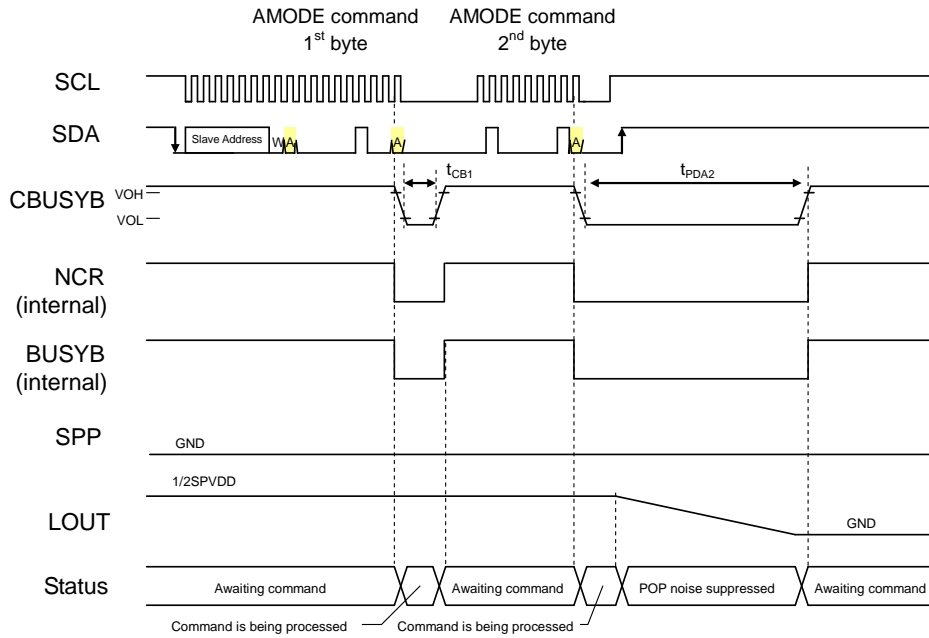 AMODE command
1st byte
AMODE command
2nd byte
SCL
SDA
Slave Address
W
A
A
A
tCB1
tPDA2
CBUSYB
VOH
VOL
NCR
(internal)
BUSYB
(internal)
SPP
GND
1/2SPVDD
LOUT
GND
Status
Awaiting command
Awaiting command
POP noise suppressed
Awaiting command
Command is being processed
Command is being processed